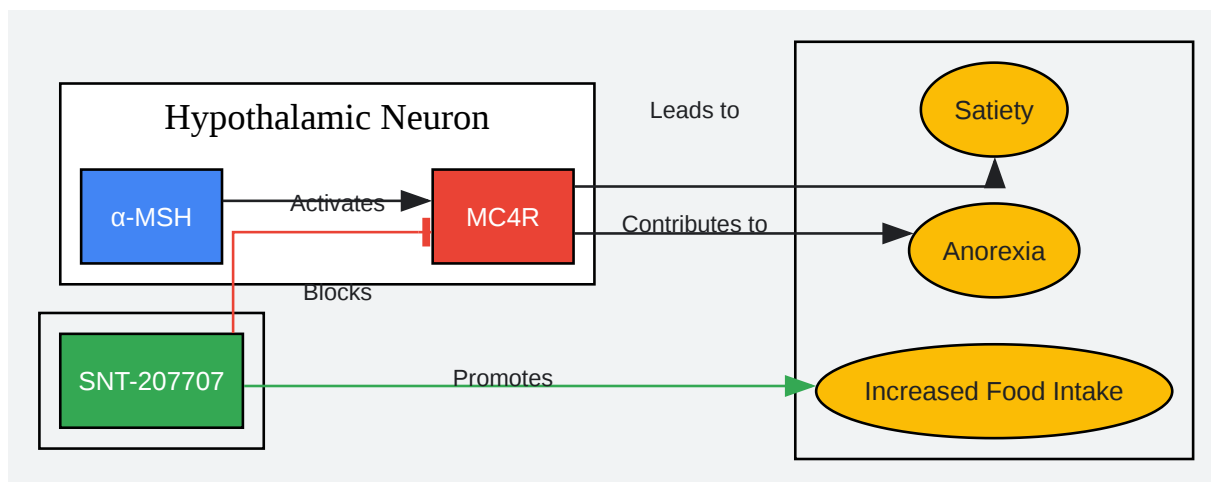 Hypothalamic Neuron
Leads to
Satiety
α-MSH
Activates
MC4R
Contributes to
Anorexia
Blocks
SNT-207707
Promotes
Increased Food Intake